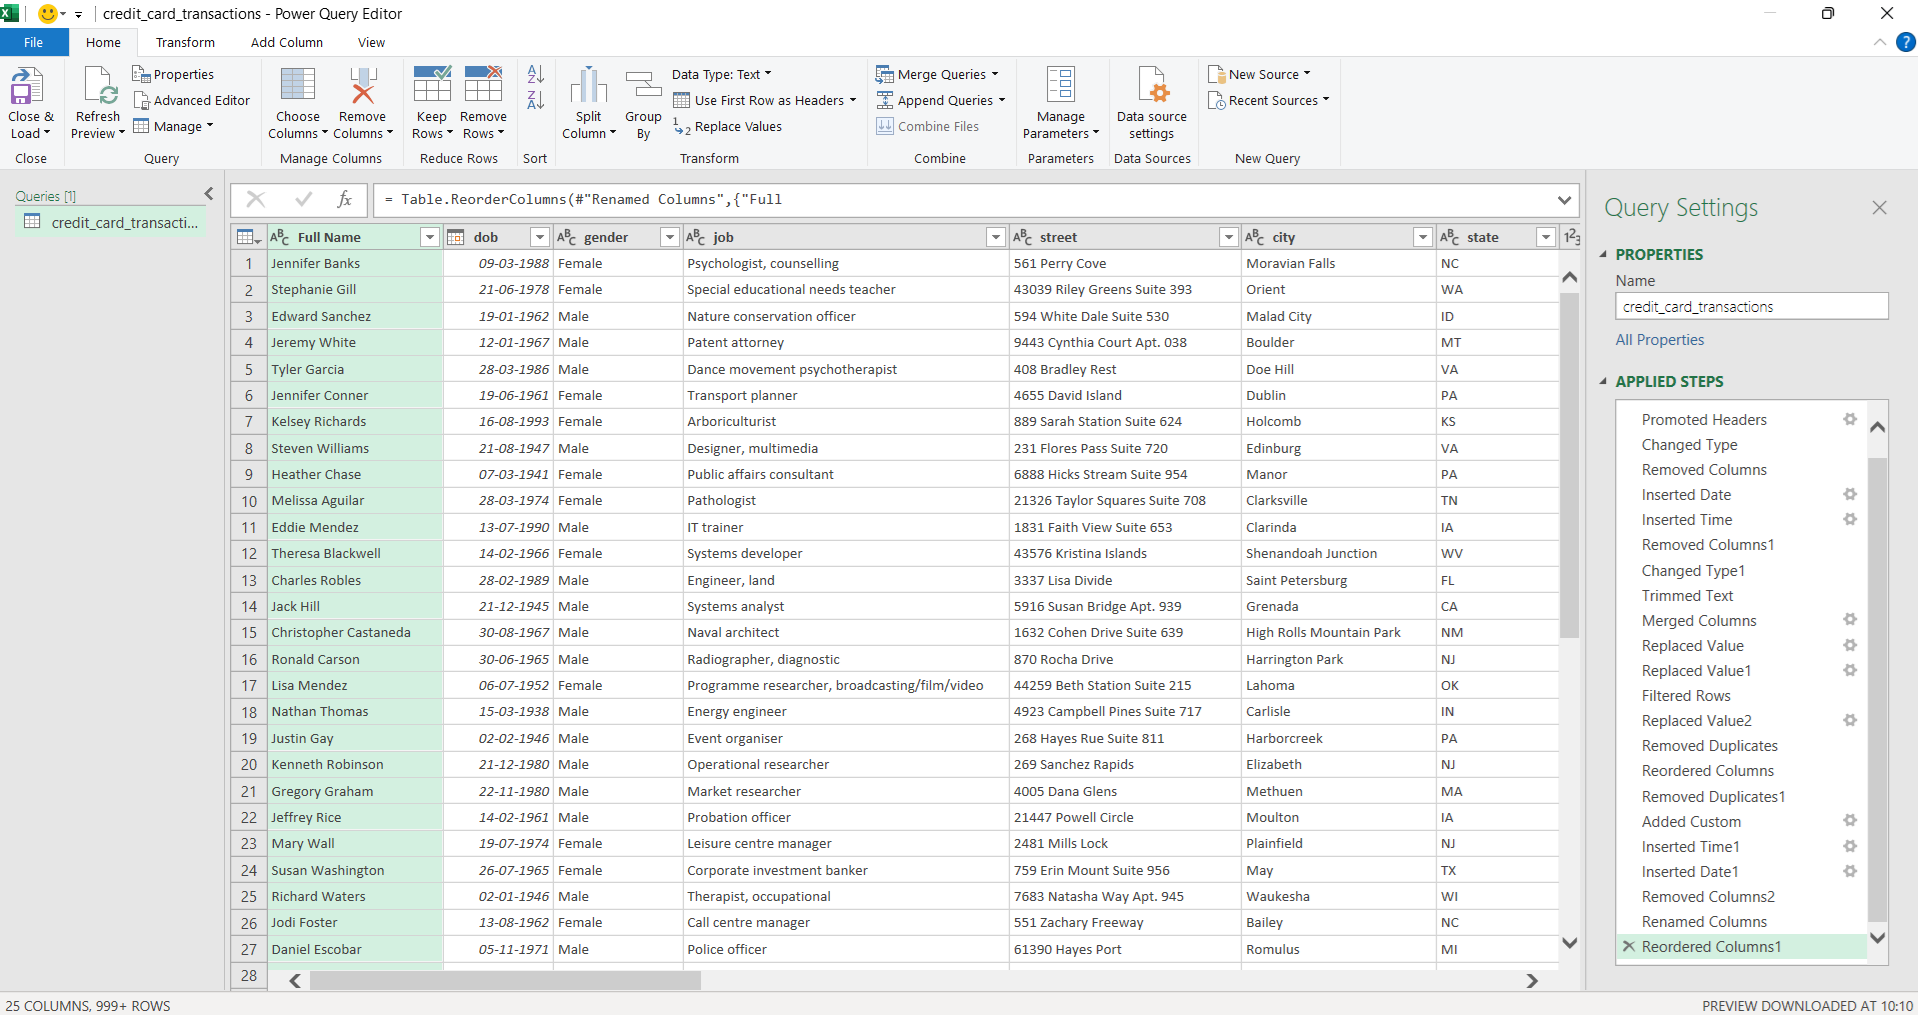 credit_card_transactions - Power Query Editor
File Home Transform Add Column View
Close & Load
Close
Refresh Preview
Properties
Advanced Editor
Manage
Query
Choose Columns
Remove Columns
Manage Columns
Keep Rows
Remove Rows
Reduce Rows
Sort
Split Column
Group By
Data Type: Text
Use First Row as Headers
Replace Values
Transform
Merge Queries
Append Queries
Combine Files
Combine
Manage Parameters
Parameters
Data source settings
Data Sources
New Source
Recent Sources
New Query
Queries [1]
credit_card_transacti...
fx
= Table.ReorderColumns(#"Renamed Columns",{"Full
Full Name dob gender job street city state
1 Jennifer Banks 09-03-1988 Female Psychologist, counselling 561 Perry Cove Moravian Falls NC
2 Stephanie Gill 21-06-1978 Female Special educational needs teacher 43039 Riley Greens Suite 393 Orient WA
3 Edward Sanchez 19-01-1962 Male Nature conservation officer 594 White Dale Suite 530 Malad City ID
4 Jeremy White 12-01-1967 Male Patent attorney 9443 Cynthia Court Apt. 038 Boulder MT
5 Tyler Garcia 28-03-1986 Male Dance movement psychotherapist 408 Bradley Rest Doe Hill VA
6 Jennifer Conner 19-06-1961 Female Transport planner 4655 David Island Dublin PA
7 Kelsey Richards 16-08-1993 Female Arboriculturist 889 Sarah Station Suite 624 Holcomb KS
8 Steven Williams 21-08-1947 Male Designer, multimedia 231 Flores Pass Suite 720 Edinburg VA
9 Heather Chase 07-03-1941 Female Public affairs consultant 6888 Hicks Stream Suite 954 Manor PA
10 Melissa Aguilar 28-03-1974 Female Pathologist 21326 Taylor Squares Suite 708 Clarksville TN
11 Eddie Mendez 13-07-1990 Male IT trainer 1831 Faith View Suite 653 Clarinda IA
12 Theresa Blackwell 14-02-1966 Female Systems developer 43576 Kristina Islands Shenandoah Junction WV
13 Charles Robles 28-02-1989 Male Engineer, land 3337 Lisa Divide Saint Petersburg FL
14 Jack Hill 21-12-1945 Male Systems analyst 5916 Susan Bridge Apt. 939 Grenada CA
15 Christopher Castaneda 30-08-1967 Male Naval architect 1632 Cohen Drive Suite 639 High Rolls Mountain Park NM
16 Ronald Carson 30-06-1965 Male Radiographer, diagnostic 870 Rocha Drive Harrington Park NJ
17 Lisa Mendez 06-07-1952 Female Programme researcher, broadcasting/film/video 44259 Beth Station Suite 215 Lahoma OK
18 Nathan Thomas 15-03-1938 Male Energy engineer 4923 Campbell Pines Suite 717 Carlisle IN
19 Justin Gay 02-02-1946 Male Event organiser 268 Hayes Rue Suite 811 Harborcreek PA
20 Kenneth Robinson 21-12-1980 Male Operational researcher 269 Sanchez Rapids Elizabeth NJ
21 Gregory Graham 22-11-1980 Male Market researcher 4005 Dana Glens Methuen MA
22 Jeffrey Rice 14-02-1961 Male Probation officer 21447 Powell Circle Moulton IA
23 Mary Wall 19-07-1974 Female Leisure centre manager 2481 Mills Lock Plainfield NJ
24 Susan Washington 26-07-1965 Female Corporate investment banker 759 Erin Mount Suite 956 May TX
25 Richard Waters 02-01-1946 Male Therapist, occupational 7683 Natasha Way Apt. 945 Waukesha WI
26 Jodi Foster 13-08-1962 Female Call centre manager 551 Zachary Freeway Bailey NC
27 Daniel Escobar 05-11-1971 Male Police officer 61390 Hayes Port Romulus MI
28
Query Settings
PROPERTIES
Name
credit_card_transactions
All Properties
APPLIED STEPS
Promoted Headers
Changed Type
Removed Columns
Inserted Date
Inserted Time
Removed Columns1
Changed Type1
Trimmed Text
Merged Columns
Replaced Value
Replaced Value1
Filtered Rows
Replaced Value2
Removed Duplicates
Reordered Columns
Removed Duplicates1
Added Custom
Inserted Time1
Inserted Date1
Removed Columns2
Renamed Columns
Reordered Columns1
25 COLUMNS, 999+ ROWS
PREVIEW DOWNLOADED AT 10:10